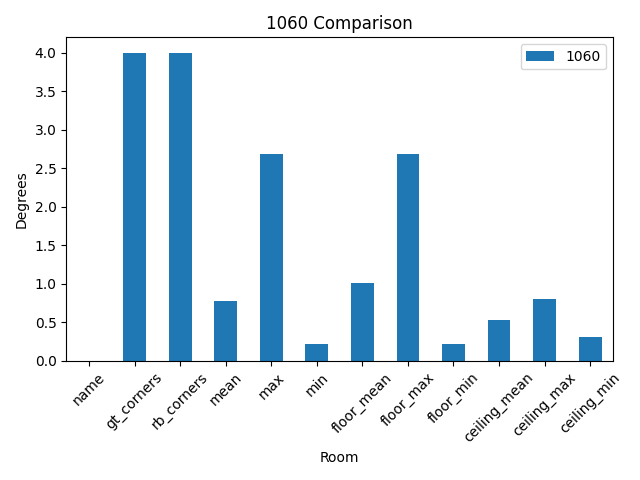 1060 Comparison
1060
Degrees
4.0
3.5
3.0
2.5
2.0
1.5
1.0
0.5
0.0
name
gt_corners
rb_corners
mean
max
min
floor_mean
floor_max
floor_min
ceiling_mean
ceiling_max
ceiling_min
Room